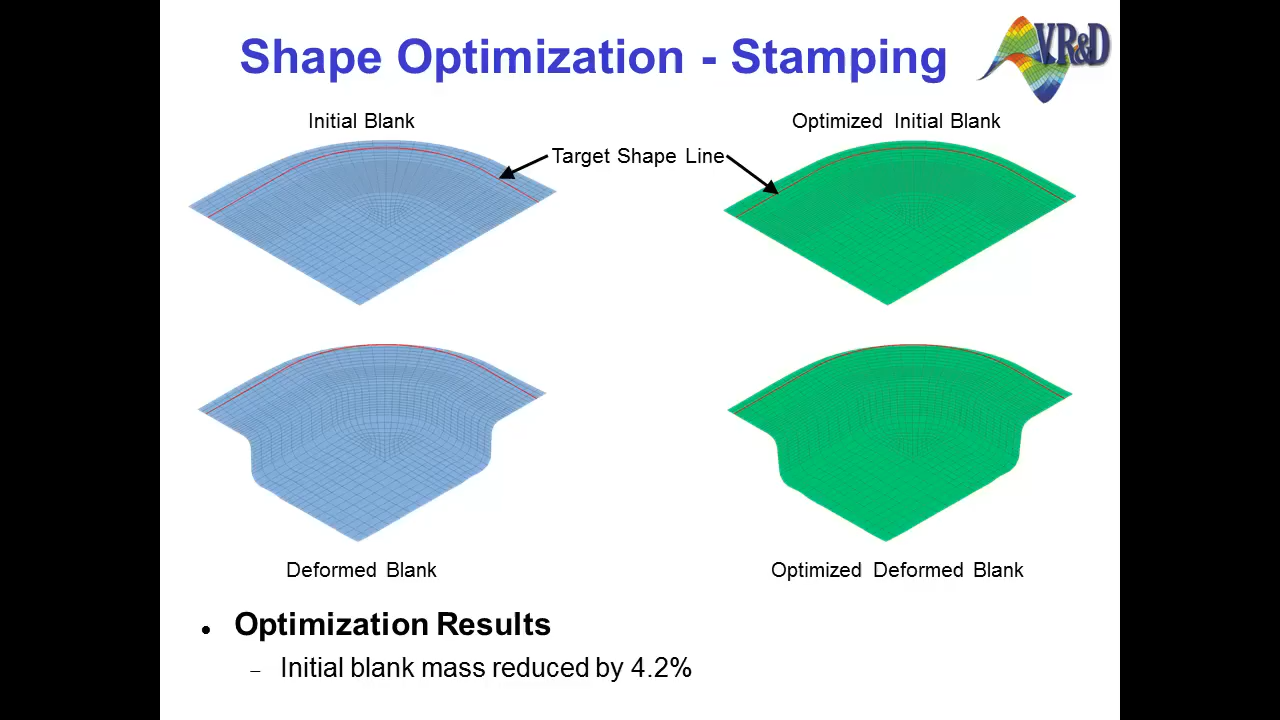 Shape Optimization - Stamping
VR&D
Initial Blank
Optimized Initial Blank
Target Shape Line
Deformed Blank
Optimized Deformed Blank
● Optimization Results
– Initial blank mass reduced by 4.2%